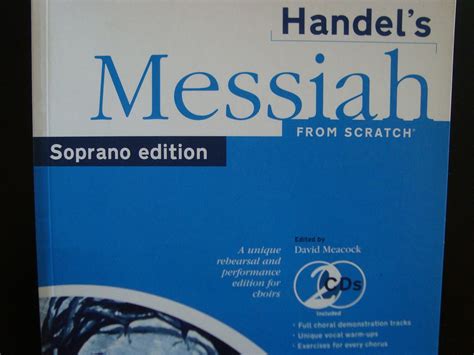 Handel's
Messiah
FROM SCRATCH®
Soprano edition
Edited by
David Meacock
A unique
rehearsal and
performance
edition for
choirs
2
CDs
Included
· Full choral demonstration tracks
· Unique vocal warm-ups
· Exercises for every chorus